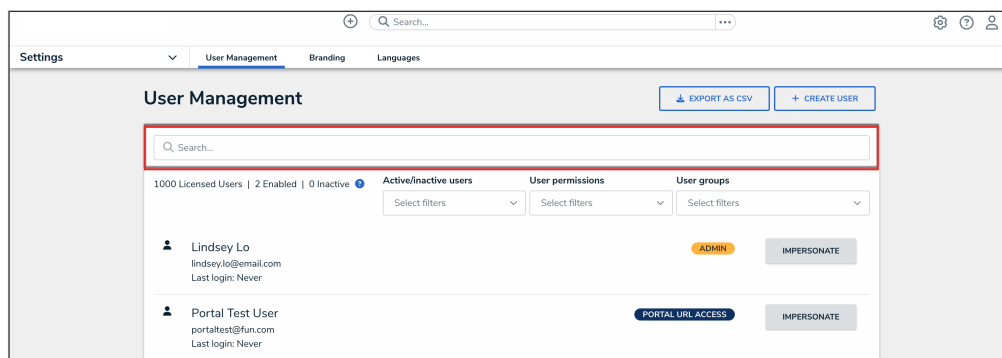 Search...
Settings User Management Branding Languages
User Management EXPORT AS CSV + CREATE USER
Search...
1000 Licensed Users | 2 Enabled | 0 Inactive ?
Active/inactive users User permissions User groups
Select filters Select filters Select filters
Lindsey Lo ADMIN IMPERSONATE
lindsey.lo@email.com
Last login: Never
Portal Test User PORTAL URL ACCESS IMPERSONATE
portaltest@fun.com
Last login: Never